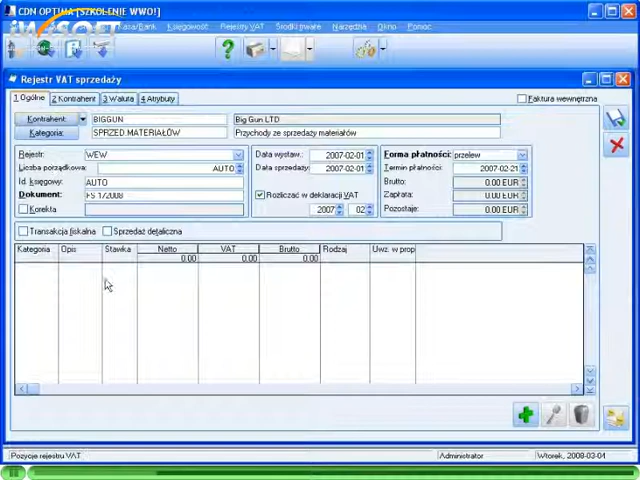 CDN OPTIMA [SZKOLENIE WWO!]
Kasa/Bank Księgowość Rejestry VAT Środki trwałe Narzędzia Okno Pomoc
Rejestr VAT sprzedaży
1 Ogólne 2 Kontrahent 3 Waluta 4 Atrybuty
Faktura wewnętrzna
Kontrahent: BIGGUN Big Gun LTD
Kategoria: SPRZED.MATERIAŁÓW Przychody ze sprzedaży materiałów
Rejestr: WEW Data wystaw.: 2007-02-01 Forma płatności: przelew
Liczba porządkowa: AUTO Data sprzedaży: 2007-02-01 Termin płatności: 2007-02-21
Id. księgowy: AUTO Brutto: 0.00 EUR
Dokument: FS 1/2008 Rozliczać w deklaracji VAT Zapłata: 0.00 EUR
Korekta 2007 02 Pozostaje: 0.00 EUR
Transakcja fiskalna Sprzedaż detaliczna
Kategoria Opis Stawka Netto VAT Brutto Rodzaj Uwz. w prop
0.00 0.00 0.00
Pozycje rejestru VAT Administrator Wtorek, 2008-03-04